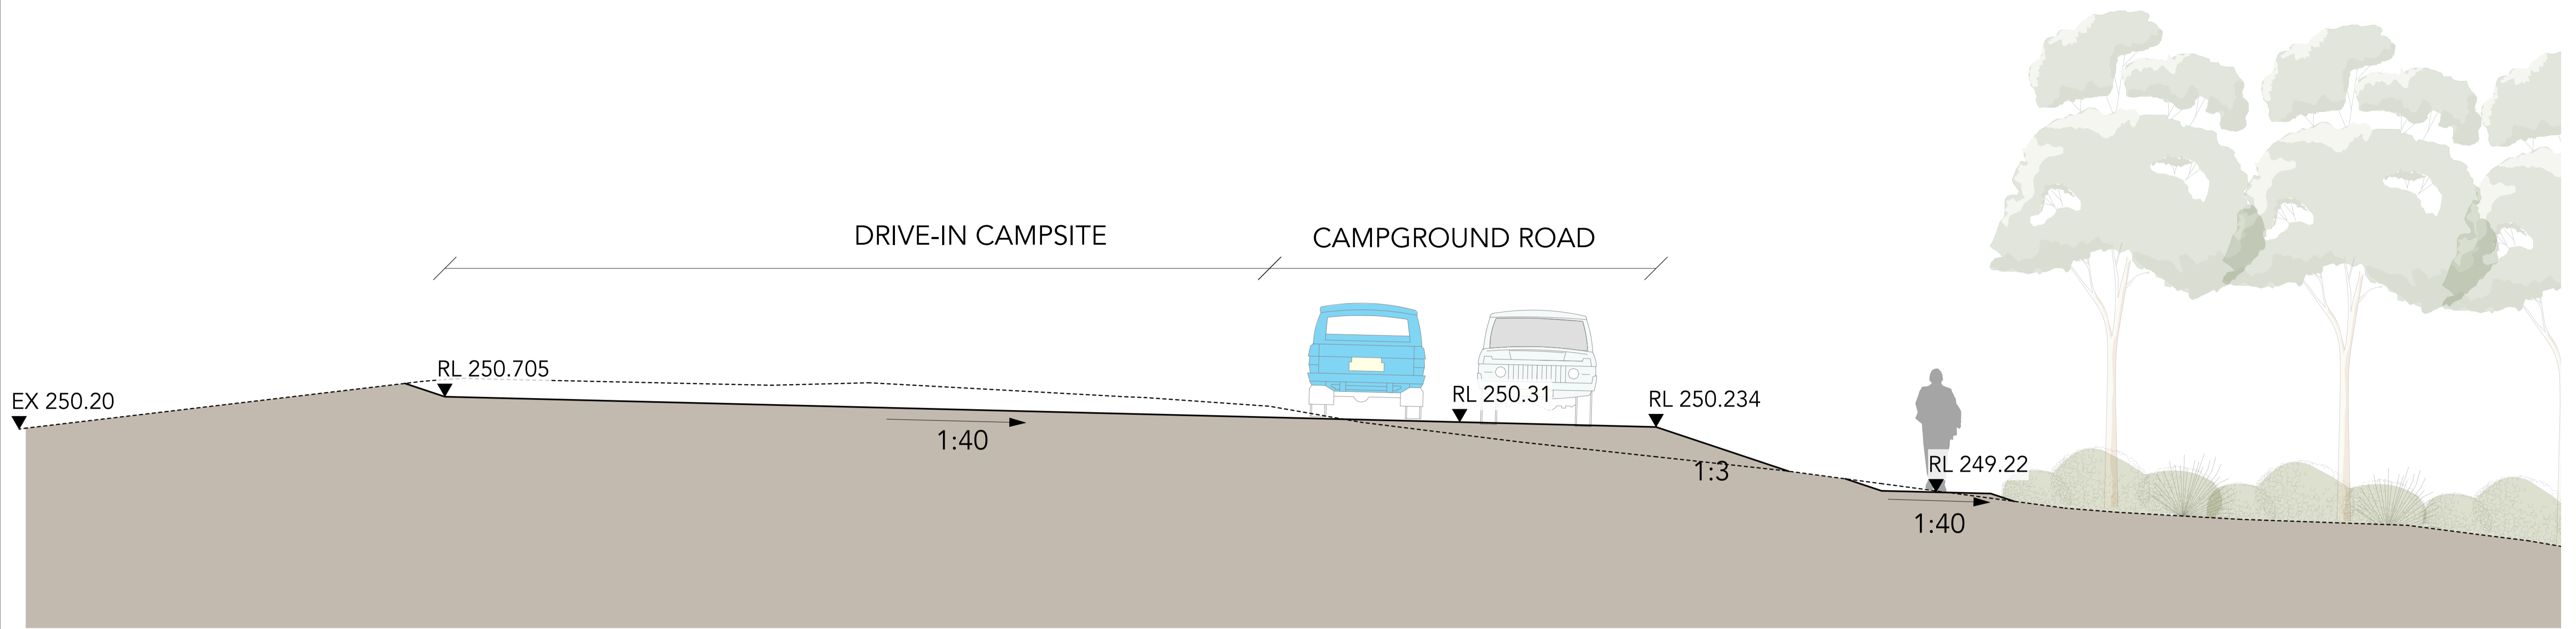 DRIVE-IN CAMPSITE
CAMPGROUND ROAD
RL 250.705
EX 250.20
RL 250.31
RL 250.234
1:40
1:3
RL 249.22
1:40